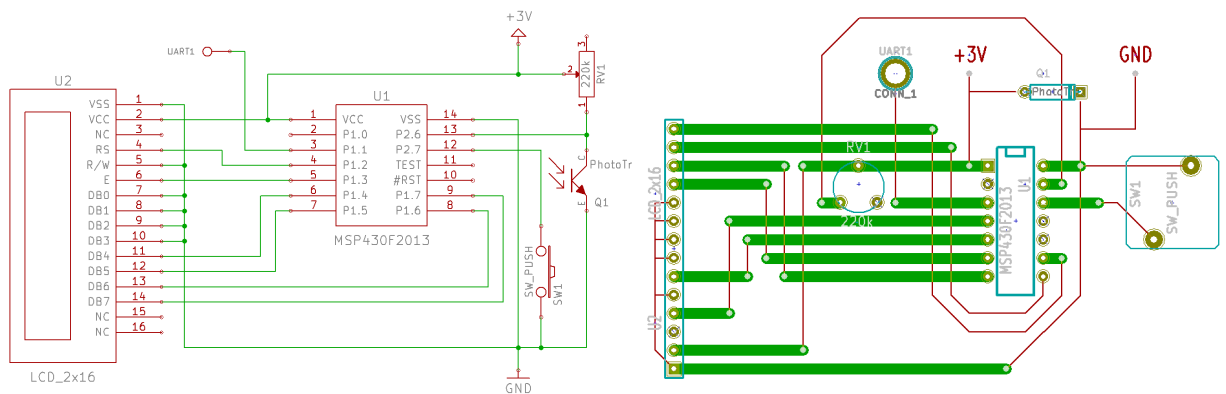 +3V
UART1
3
2
220k
RV1
1
U2
U1
VSS 1
VCC 2
NC 3
RS 4
R/W 5
E 6
DB0 7
DB1 8
DB2 9
DB3 10
DB4 11
DB5 12
DB6 13
DB7 14
NC 15
NC 16
LCD_2x16
1 VCC VSS 14
2 P1.0 P2.6 13
3 P1.1 P2.7 12
4 P1.2 TEST 11
5 P1.3 #RST 10
6 P1.4 P1.7 9
7 P1.5 P1.6 8
MSP430F2013
C
PhotoTr
E
Q1
SW_PUSH
SW1
GND
UART1
CONN_1
+3V
GND
Q1
PhotoTr
RV1
220k
LCD_2x16
U2
U1
MSP430F2013
SW1
SW_PUSH